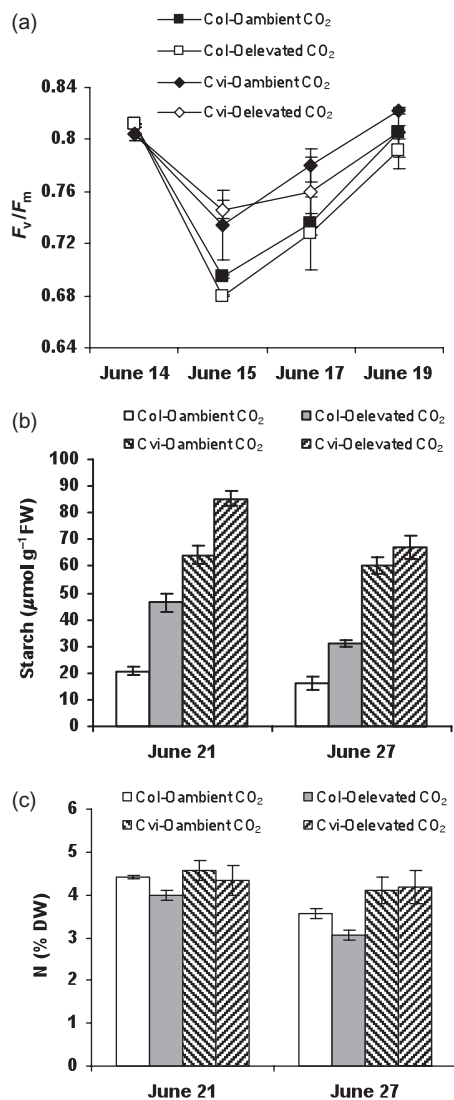 (a)
Col-0ambient CO₂
Col-0elevated CO₂
Cvi-0ambient CO₂
Cvi-0elevated CO₂
0.84
0.8
0.76
0.72
0.68
0.64
Fv/Fm
June 14 June 15 June 17 June 19
(b)
Col-0ambient CO₂ Col-0elevated CO₂
Cvi-0ambient CO₂ Cvi-0elevated CO₂
100
90
80
70
60
50
40
30
20
10
0
Starch (μmol g⁻¹ FW)
June 21 June 27
(c)
Col-0ambient CO₂ Col-0elevated CO₂
Cvi-0ambient CO₂ Cvi-0elevated CO₂
6
5
4
3
2
1
0
N (% DW)
June 21 June 27